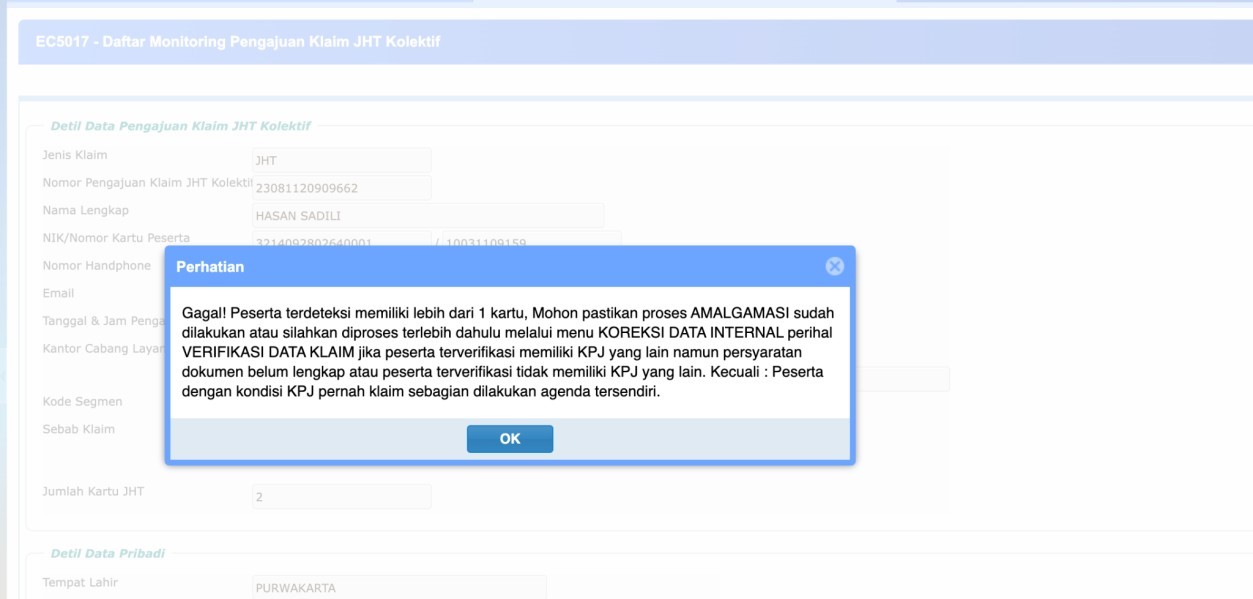 EC5017 - Daftar Monitoring Pengajuan Klaim JHT Kolektif
Detil Data Pengajuan Klaim JHT Kolektif
Jenis Klaim JHT
Nomor Pengajuan Klaim JHT Kolektif 23081120909662
Nama Lengkap HASAN SADILI
NIK/Nomor Kartu Peserta 3214092802640001 / 10031109159
Nomor Handphone
Email
Tanggal & Jam Penga
Kantor Cabang Layan
Kode Segmen
Sebab Klaim
Perhatian
Gagal! Peserta terdeteksi memiliki lebih dari 1 kartu, Mohon pastikan proses AMALGAMASI sudah
dilakukan atau silahkan diproses terlebih dahulu melalui menu KOREKSI DATA INTERNAL perihal
VERIFIKASI DATA KLAIM jika peserta terverifikasi memiliki KPJ yang lain namun persyaratan
dokumen belum lengkap atau peserta terverifikasi tidak memiliki KPJ yang lain. Kecuali : Peserta
dengan kondisi KPJ pernah klaim sebagian dilakukan agenda tersendiri.
OK
Jumlah Kartu JHT 2
Detil Data Pribadi
Tempat Lahir PURWAKARTA